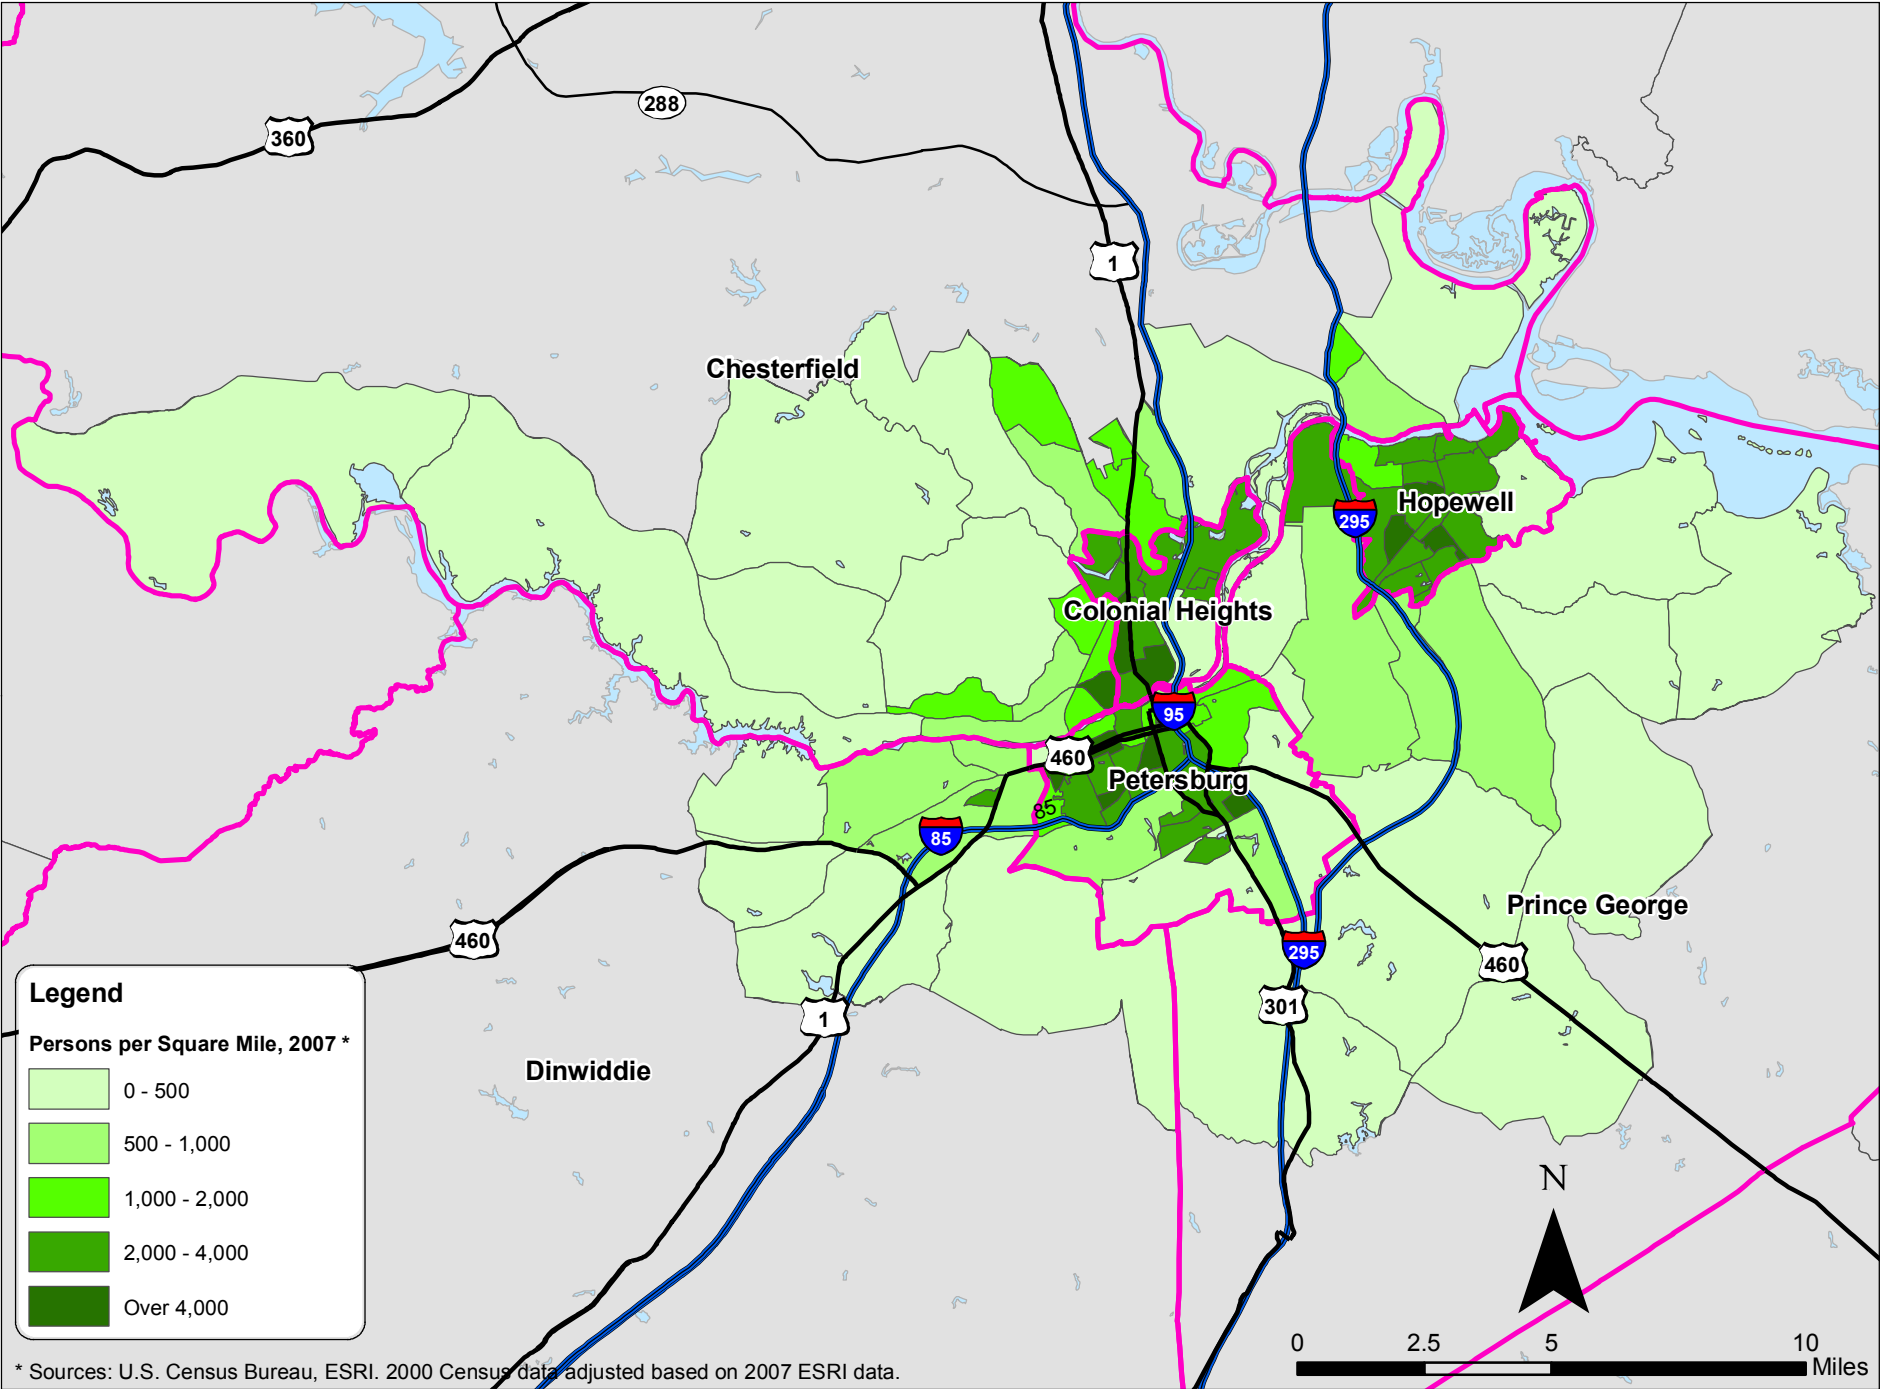 288
360
1
Chesterfield
Hopewell
295
Colonial Heights
95
460
Petersburg
85
85
Prince George
460
295
460
301
1
Dinwiddie
Legend
Persons per Square Mile, 2007 *
0 - 500
500 - 1,000
1,000 - 2,000
2,000 - 4,000
Over 4,000
N
0 2.5 5 10
Miles
* Sources: U.S. Census Bureau, ESRI. 2000 Census data adjusted based on 2007 ESRI data.